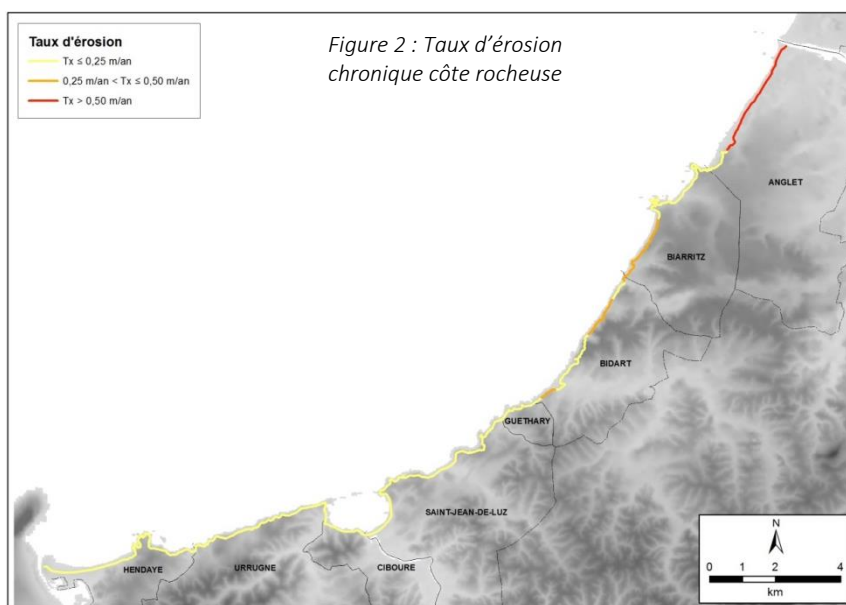 Taux d'érosion
Tx ≤ 0,25 m/an
0,25 m/an < Tx ≤ 0,50 m/an
Tx > 0,50 m/an
Figure 2 : Taux d’érosion
chronique côte rocheuse
ANGLET
BIARRITZ
BIDART
GUETHARY
SAINT-JEAN-DE-LUZ
HENDAYE
URRUGNE
CIBOURE
N
0 1 2 4
km